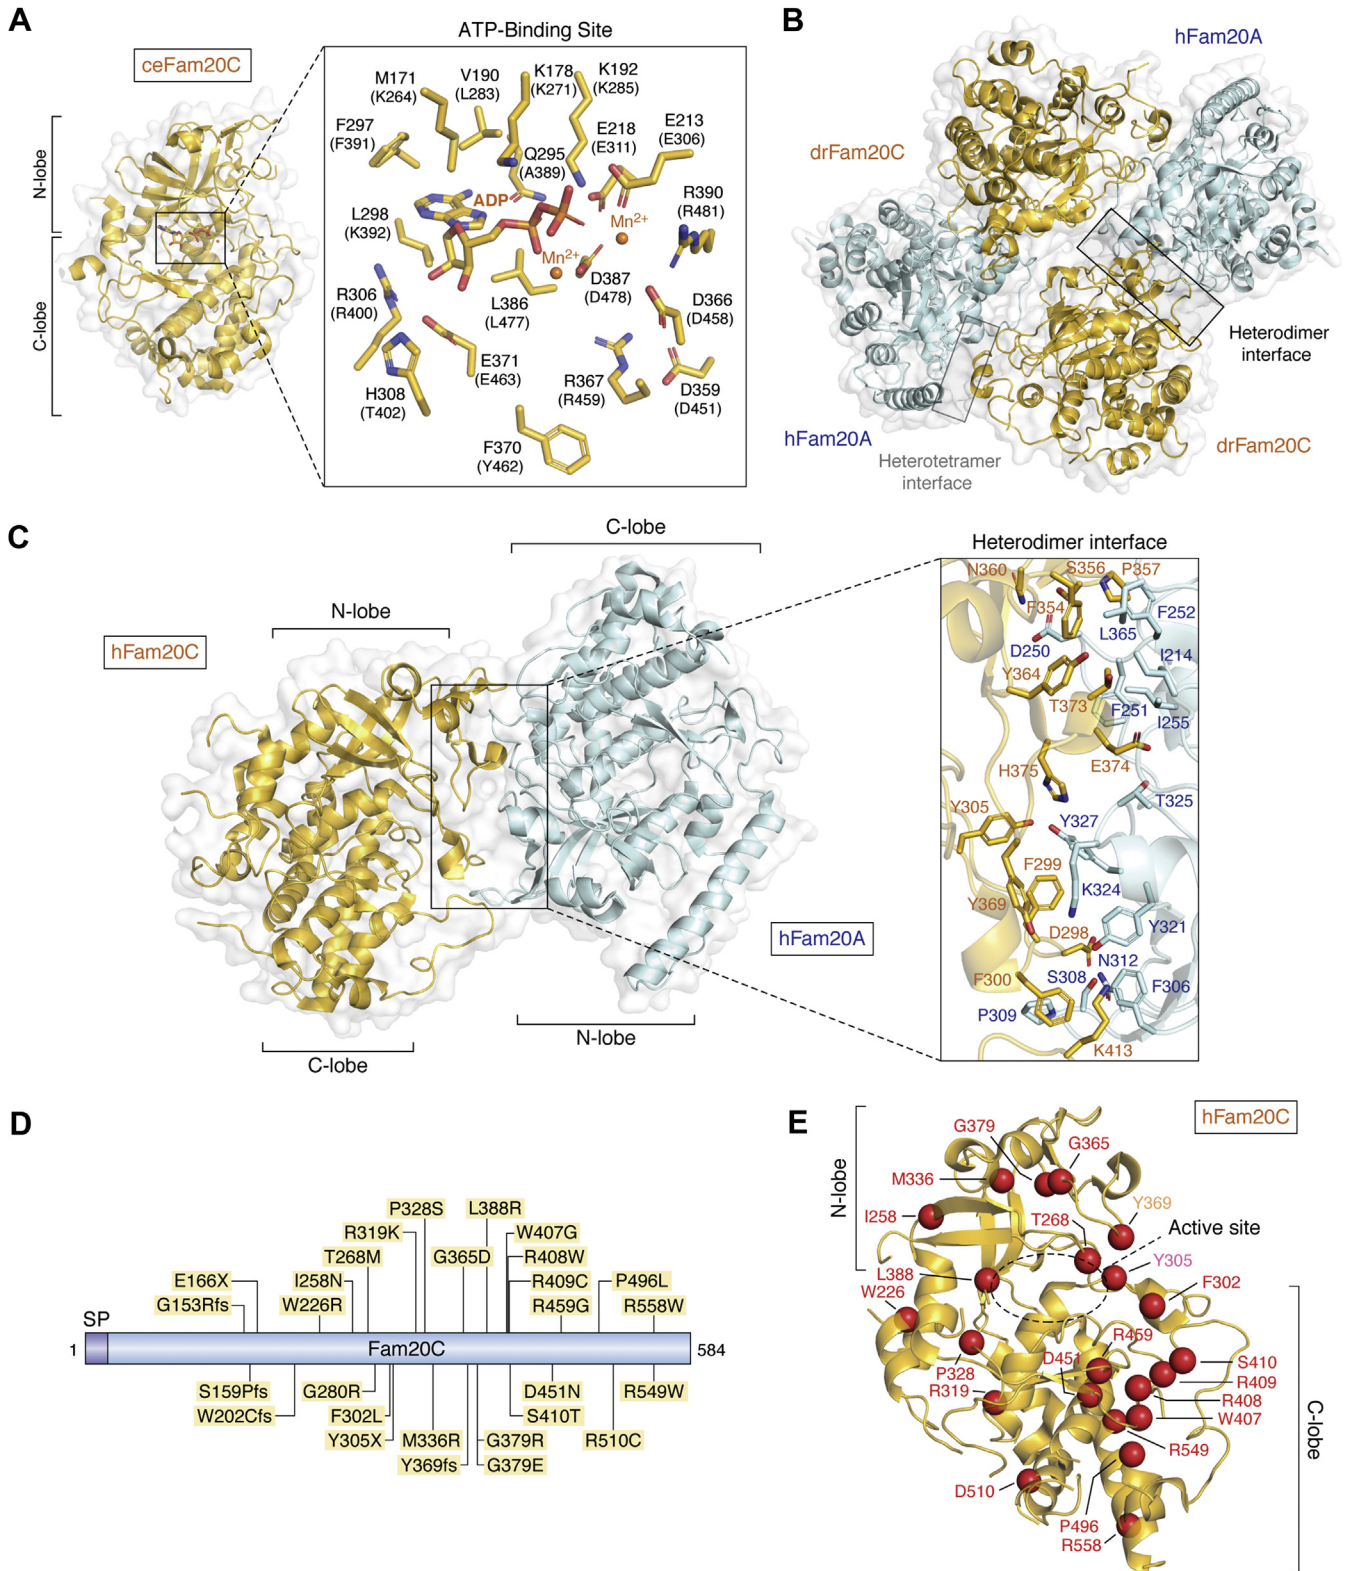 A
ceFam20C
N-lobe
C-lobe
ATP-Binding Site
M171
(K264)
V190
(L283)
K178
(K271)
K192
(K285)
F297
(F391)
Q295
(A389)
E218
(E311)
E213
(E306)
ADP
R390
(R481)
Mn2+
L298
(K392)
Mn2+
R306
(R400)
L386
(L477)
D387
(D478)
D366
(D458)
E371
(E463)
H308
(T402)
R367
(R459)
D359
(D451)
F370
(Y462)
B
hFam20A
drFam20C
Heterodimer
interface
hFam20A
Heterotetramer
interface
drFam20C
C
C-lobe
N-lobe
hFam20C
hFam20A
C-lobe
N-lobe
Heterodimer interface
N360
S356
P357
F354
F252
L365
D250
I214
Y364
T373
F251
I255
H375
E374
Y305
T325
Y327
F299
K324
Y369
D298
Y321
N312
F300
S308
F306
P309
K413
D
P328S
L388R
R319K
W407G
T268M
G365D
R408W
E166X
I258N
R409C
P496L
G153Rfs
W226R
R459G
R558W
SP
1
Fam20C
584
S159Pfs
G280R
D451N
R549W
W202Cfs
F302L
S410T
Y305X
M336R
G379R
R510C
Y369fs
G379E
E
hFam20C
N-lobe
G379
G365
M336
Y369
I258
T268
Active site
L388
Y305
W226
F302
R459
D451
S410
P328
R409
R319
R408
W407
R549
C-lobe
D510
P496
R558